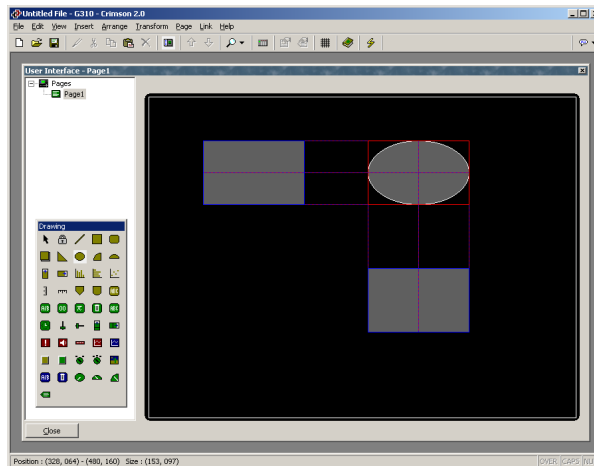 Untitled File - G310 - Crimson 2.0
File Edit View Insert Arrange Transform Page Link Help
User Interface - Page1
Pages
Page1
Drawing
Close
Position : (328, 064) - (480, 160) Size : (153, 097)
OVER CAPS NU